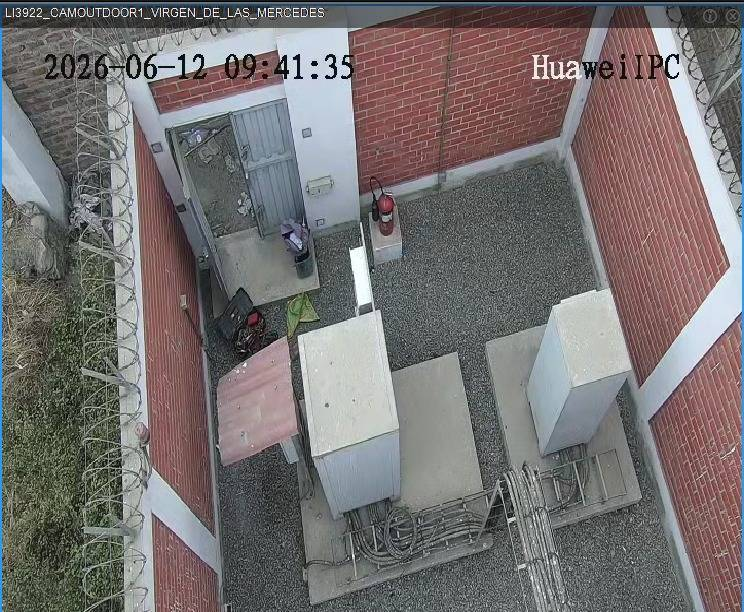 LI3922_CAMOUTDOOR1_VIRGEN_DE_LAS_MERCEDES
2026-06-12 09:41:35
HuaweiIPC